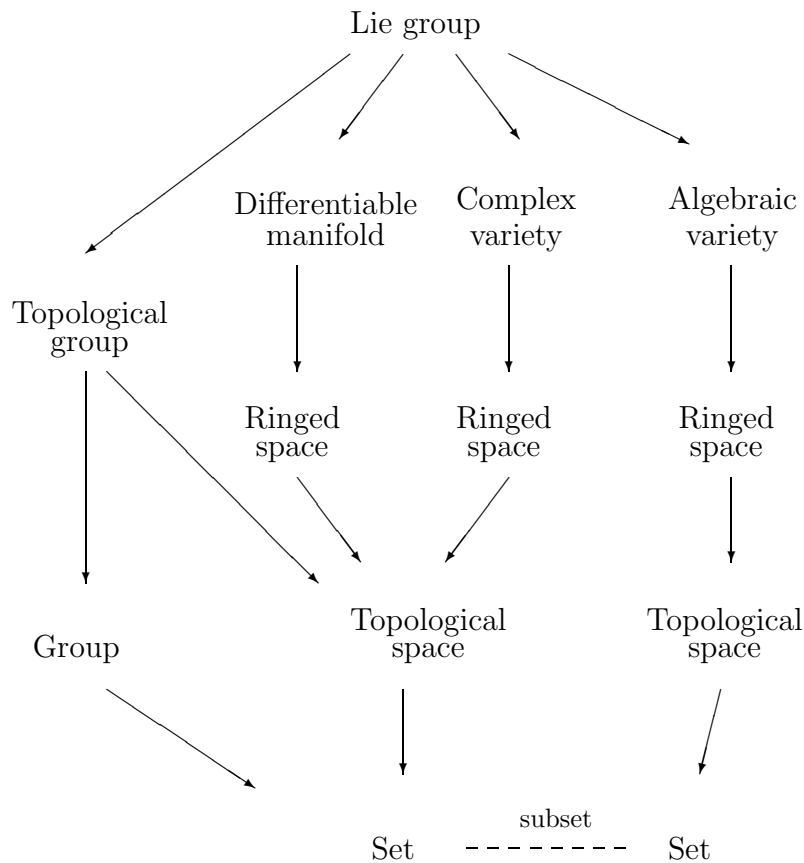 Lie group
Differentiable
manifold
Complex
variety
Algebraic
variety
Topological
group
Ringed
space
Ringed
space
Ringed
space
Group
Topological
space
Topological
space
subset
Set
Set